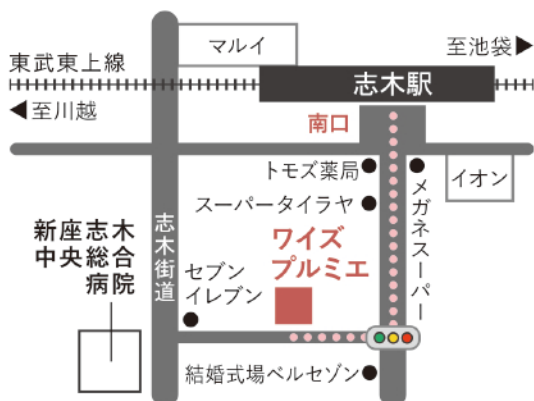 マルイ
至池袋▶
東武東上線
志木駅
◀至川越
南口
トモズ薬局
イオン
スーパータイラヤ
メガネスーパー
志木街道
新座志木
中央総合
病院
ワイズ
プルミエ
セブン
イレブン
結婚式場ベルセゾン